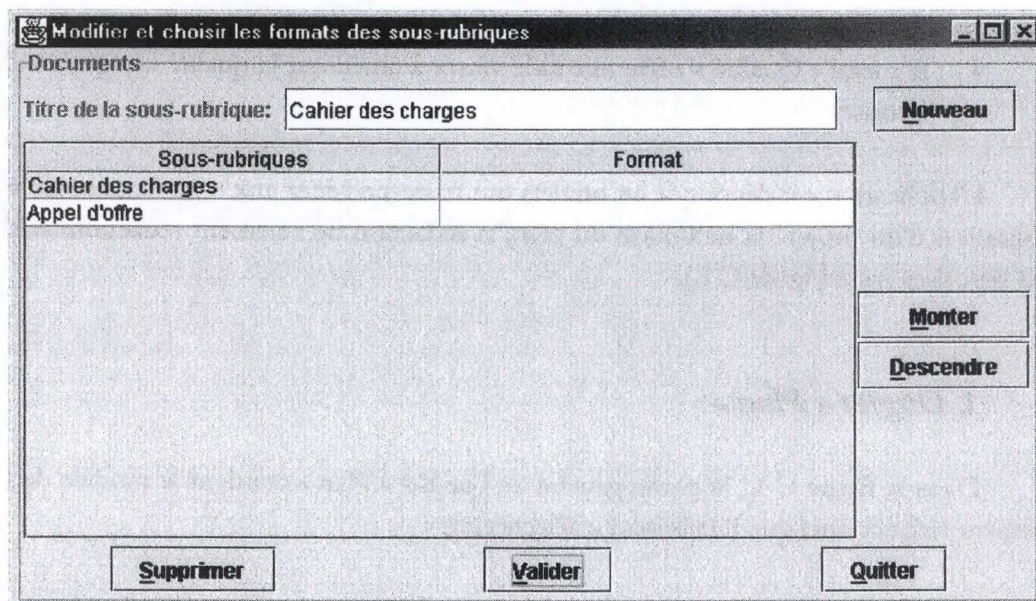 Modifier et choisir les formats des sous-rubriques
Documents
Titre de la sous-rubrique: Cahier des charges Nouveau
Sous-rubriques Format
Cahier des charges
Appel d'offre
Monter
Descendre
Supprimer Valider Quitter